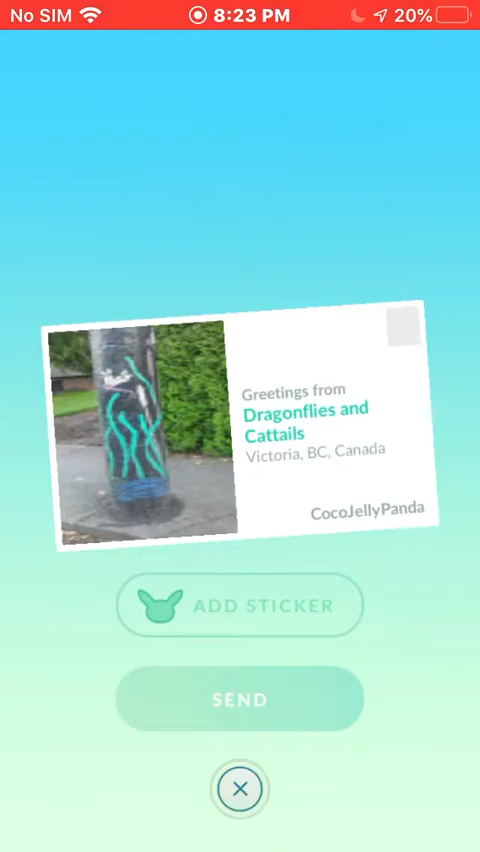 No SIM 8:23 PM 20%
Greetings from
Dragonflies and
Cattails
Victoria, BC, Canada
CocoJellyPanda
ADD STICKER
SEND